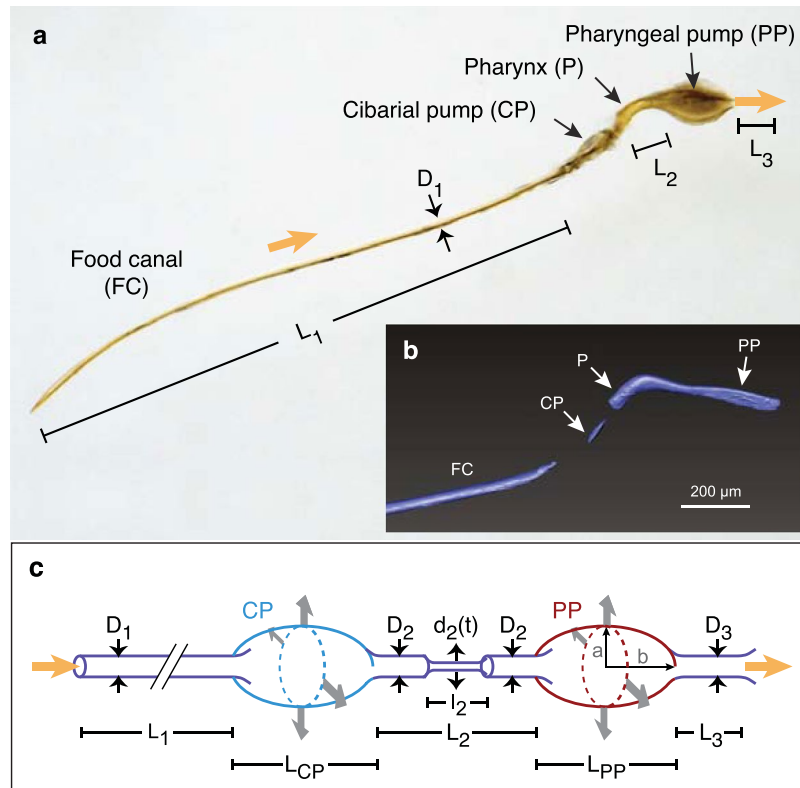 a
Pharyngeal pump (PP)
Pharynx (P)
Cibarial pump (CP)
L3
L2
D1
Food canal
(FC)
L1
b
PP
P
CP
FC
200 µm
c
CP
PP
D1
D2
d2(t)
D2
D3
a
b
l2
L1
L2
L3
LCP
LPP